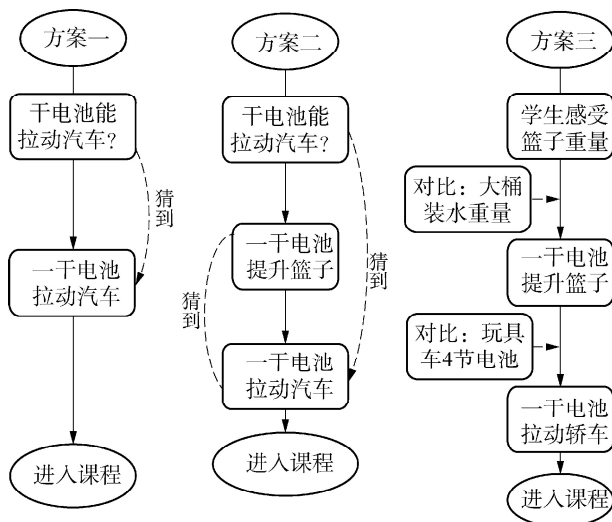 方案一
干电池能
拉动汽车?
猜到
一干电池
拉动汽车
进入课程
方案二
干电池能
拉动汽车?
一干电池
提升篮子
猜到
猜到
一干电池
拉动汽车
进入课程
方案三
学生感受
篮子重量
对比：大桶
装水重量
一干电池
提升篮子
对比：玩具
车4节电池
一干电池
拉动轿车
进入课程